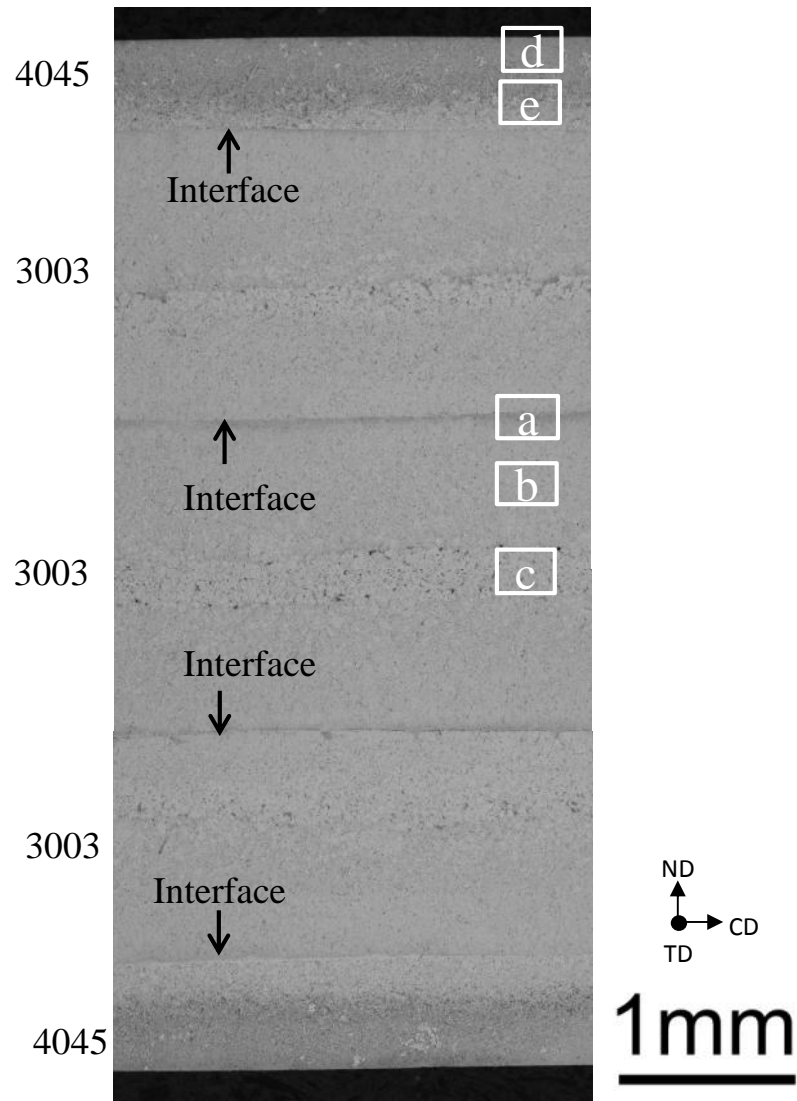 d
4045
e
Interface
3003
a
b
Interface
3003
c
Interface
3003
Interface
ND
CD
TD
4045
1mm